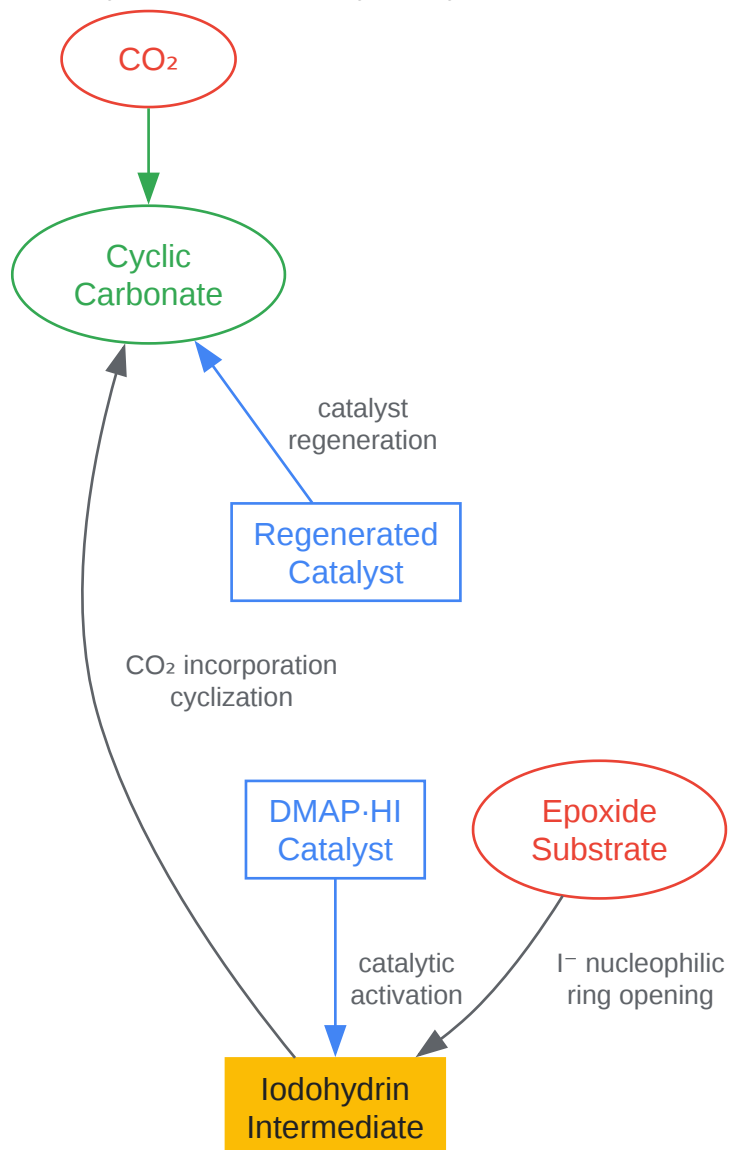 CO₂
Cyclic
Carbonate
catalyst
regeneration
Regenerated
Catalyst
CO₂ incorporation
cyclization
DMAP·HI
Catalyst
Epoxide
Substrate
catalytic
activation
I⁻ nucleophilic
ring opening
Iodohydrin
Intermediate